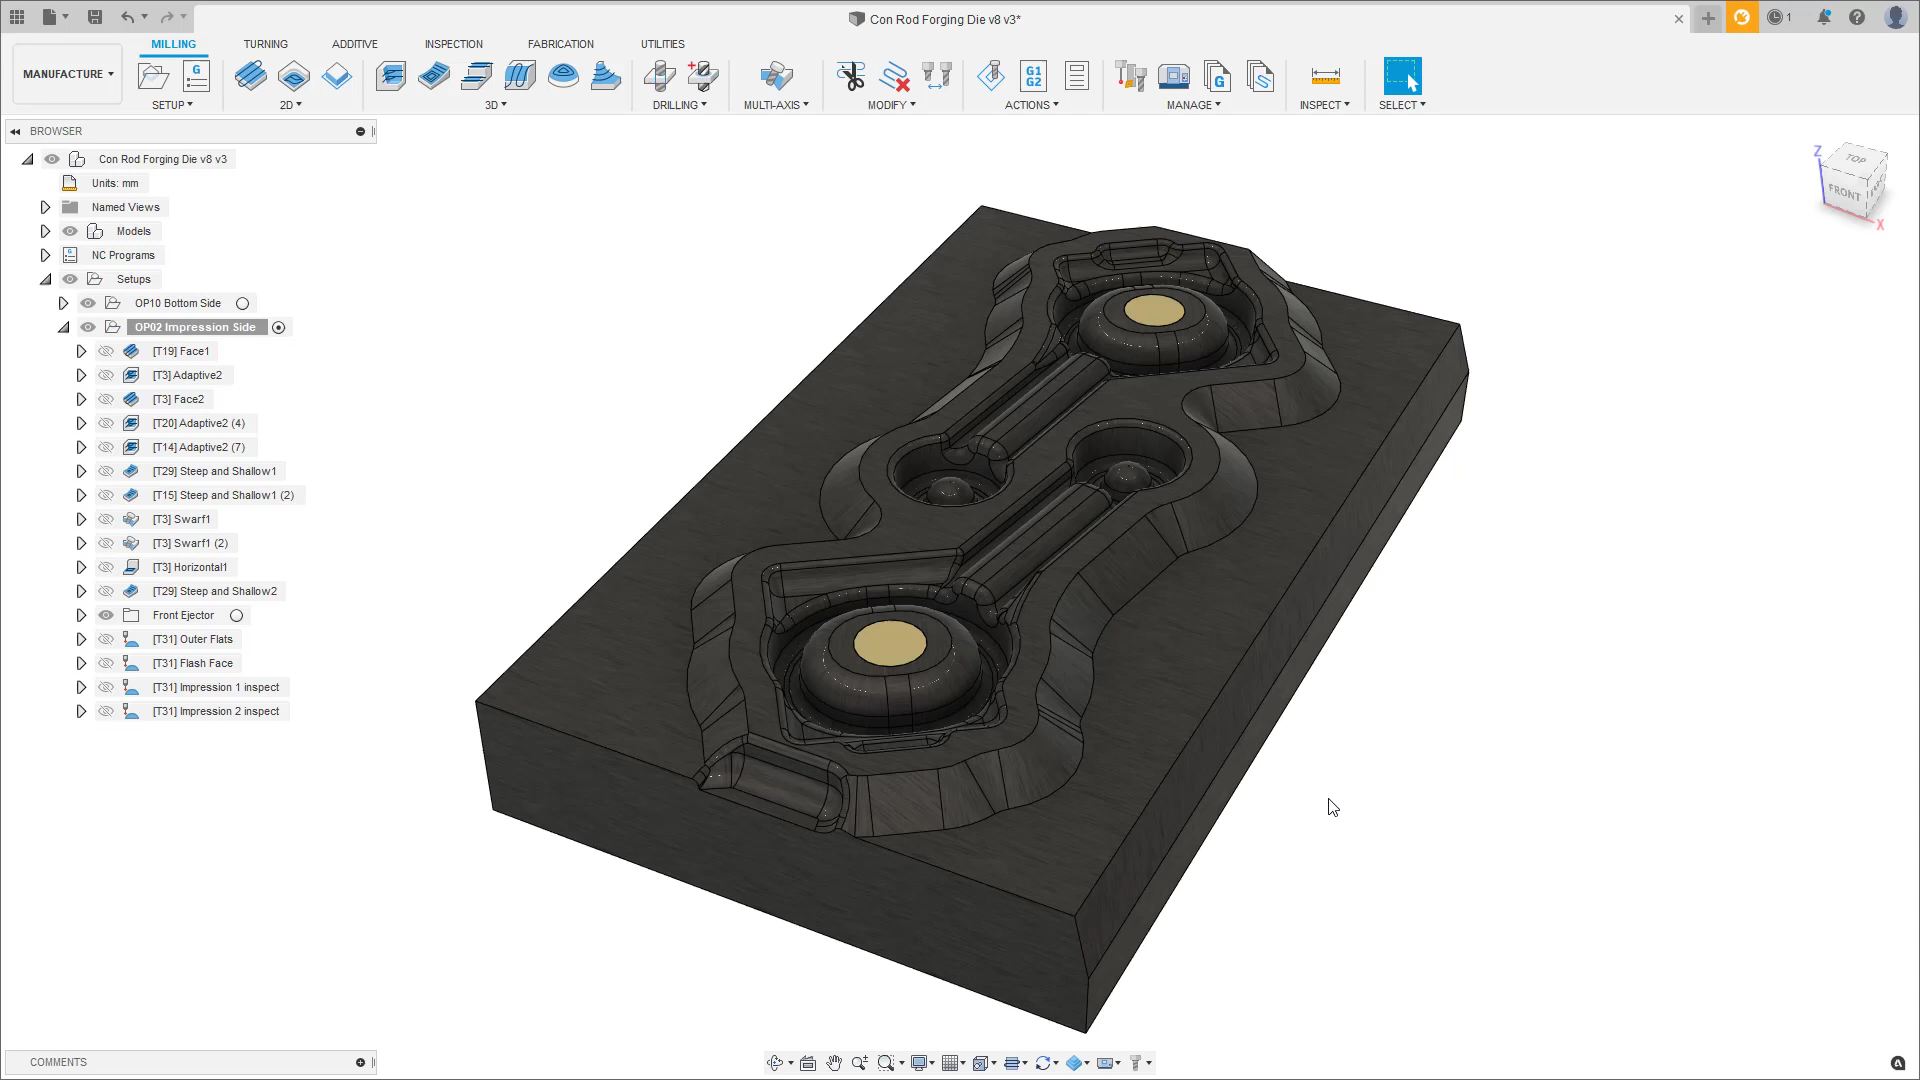 Con Rod Forging Die v8 v3*
1
MANUFACTURE
MILLING
TURNING
ADDITIVE
INSPECTION
FABRICATION
UTILITIES
G
G1
G2
G
SETUP
2D
3D
DRILLING
MULTI-AXIS
MODIFY
ACTIONS
MANAGE
INSPECT
SELECT
BROWSER
Con Rod Forging Die v8 v3
Units: mm
Named Views
Models
NC Programs
Setups
OP10 Bottom Side
OP02 Impression Side
[T19] Face1
[T3] Adaptive2
[T3] Face2
[T20] Adaptive2 (4)
[T14] Adaptive2 (7)
[T29] Steep and Shallow1
[T15] Steep and Shallow1 (2)
[T3] Swarf1
[T3] Swarf1 (2)
[T3] Horizontal1
[T29] Steep and Shallow2
Front Ejector
[T31] Outer Flats
[T31] Flash Face
[T31] Impression 1 inspect
[T31] Impression 2 inspect
Z
TOP
FRONT
X
COMMENTS